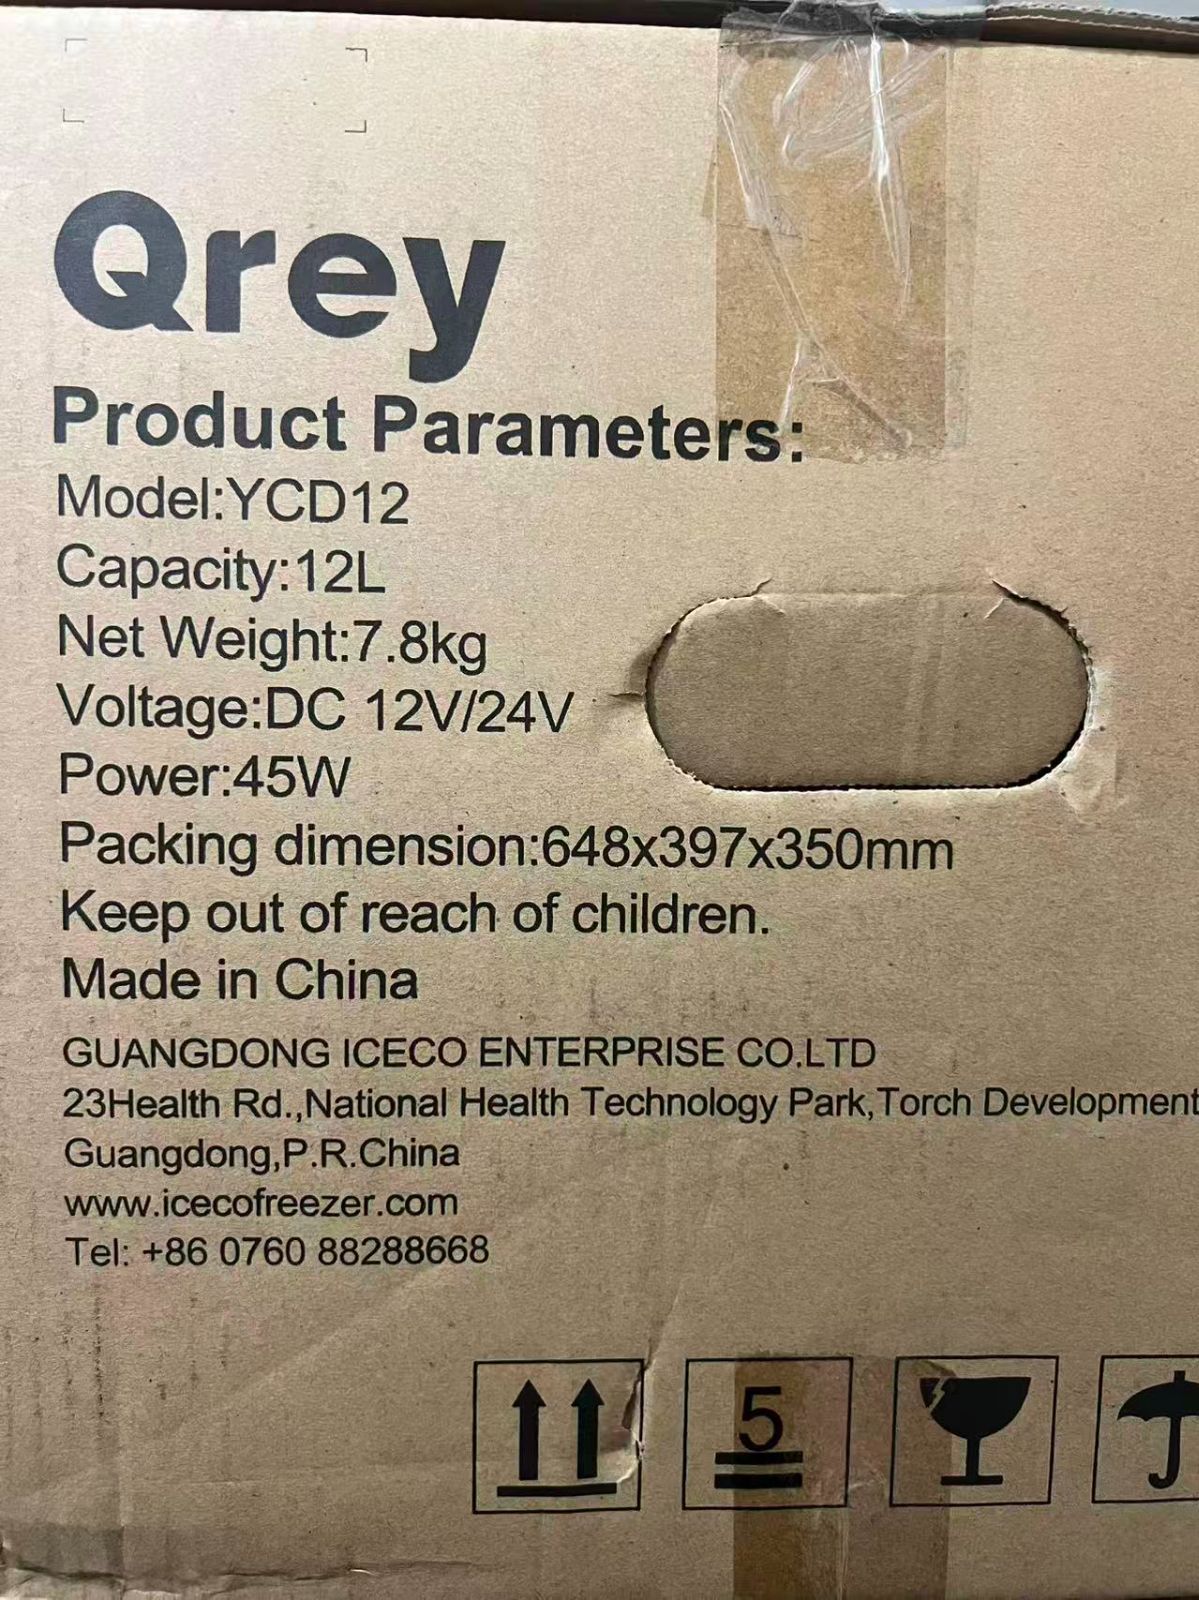 Qrey
Product Parameters:
Model:YCD12
Capacity:12L
Net Weight:7.8kg
Voltage:DC 12V/24V
Power:45W
Packing dimension:648x397x350mm
Keep out of reach of children.
Made in China
GUANGDONG ICECO ENTERPRISE CO.LTD
23Health Rd.,National Health Technology Park,Torch Development
Guangdong,P.R.China
www.icecofreezer.com
Tel: +86 0760 88288668
5